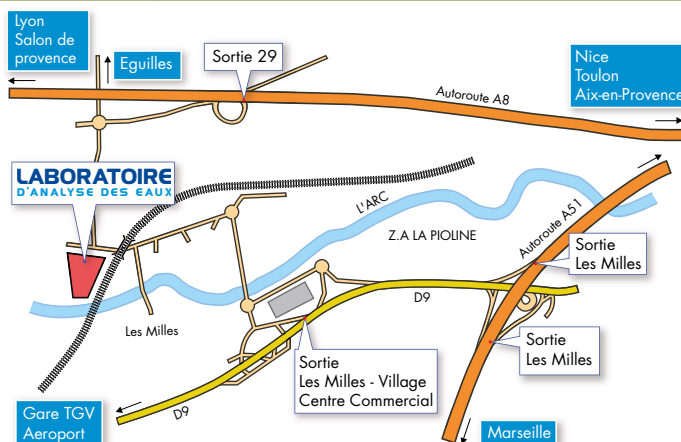 Lyon
Salon de
provence
Eguilles
Sortie 29
Nice
Toulon
Aix-en-Provence
Autoroute A8
LABORATOIRE
D'ANALYSE DES EAUX
L'ARC
Z.A LA PIOLINE
Autoroute A51
Sortie
Les Milles
D9
Les Milles
Sortie
Les Milles
Sortie
Les Milles - Village
Centre Commercial
D9
Gare TGV
Aeroport
Marseille